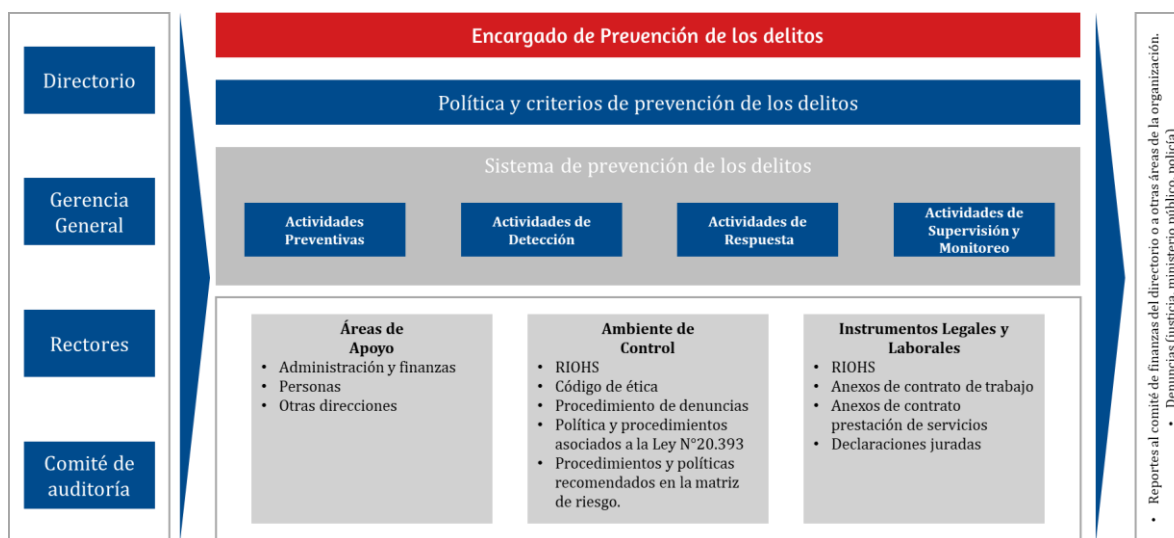 Directorio
Gerencia
General
Rectores
Comité de
auditoría
Encargado de Prevención de los delitos
Política y criterios de prevención de los delitos
Sistema de prevención de los delitos
Actividades
Preventivas
Actividades de
Detección
Actividades de
Respuesta
Actividades de
Supervisión y
Monitoreo
Áreas de
Apoyo
• Administración y finanzas
• Personas
• Otras direcciones
Ambiente de
Control
• RIOHS
• Código de ética
• Procedimiento de denuncias
• Política y procedimientos
asociados a la Ley N°20.393
• Procedimientos y políticas
recomendados en la matriz
de riesgo.
Instrumentos Legales y
Laborales
• RIOHS
• Anexos de contrato de trabajo
• Anexos de contrato
prestación de servicios
• Declaraciones juradas
• Reportes al comité de finanzas del directorio o a otras áreas de la organización.
• Denuncias (justicia, ministerio público, policía)